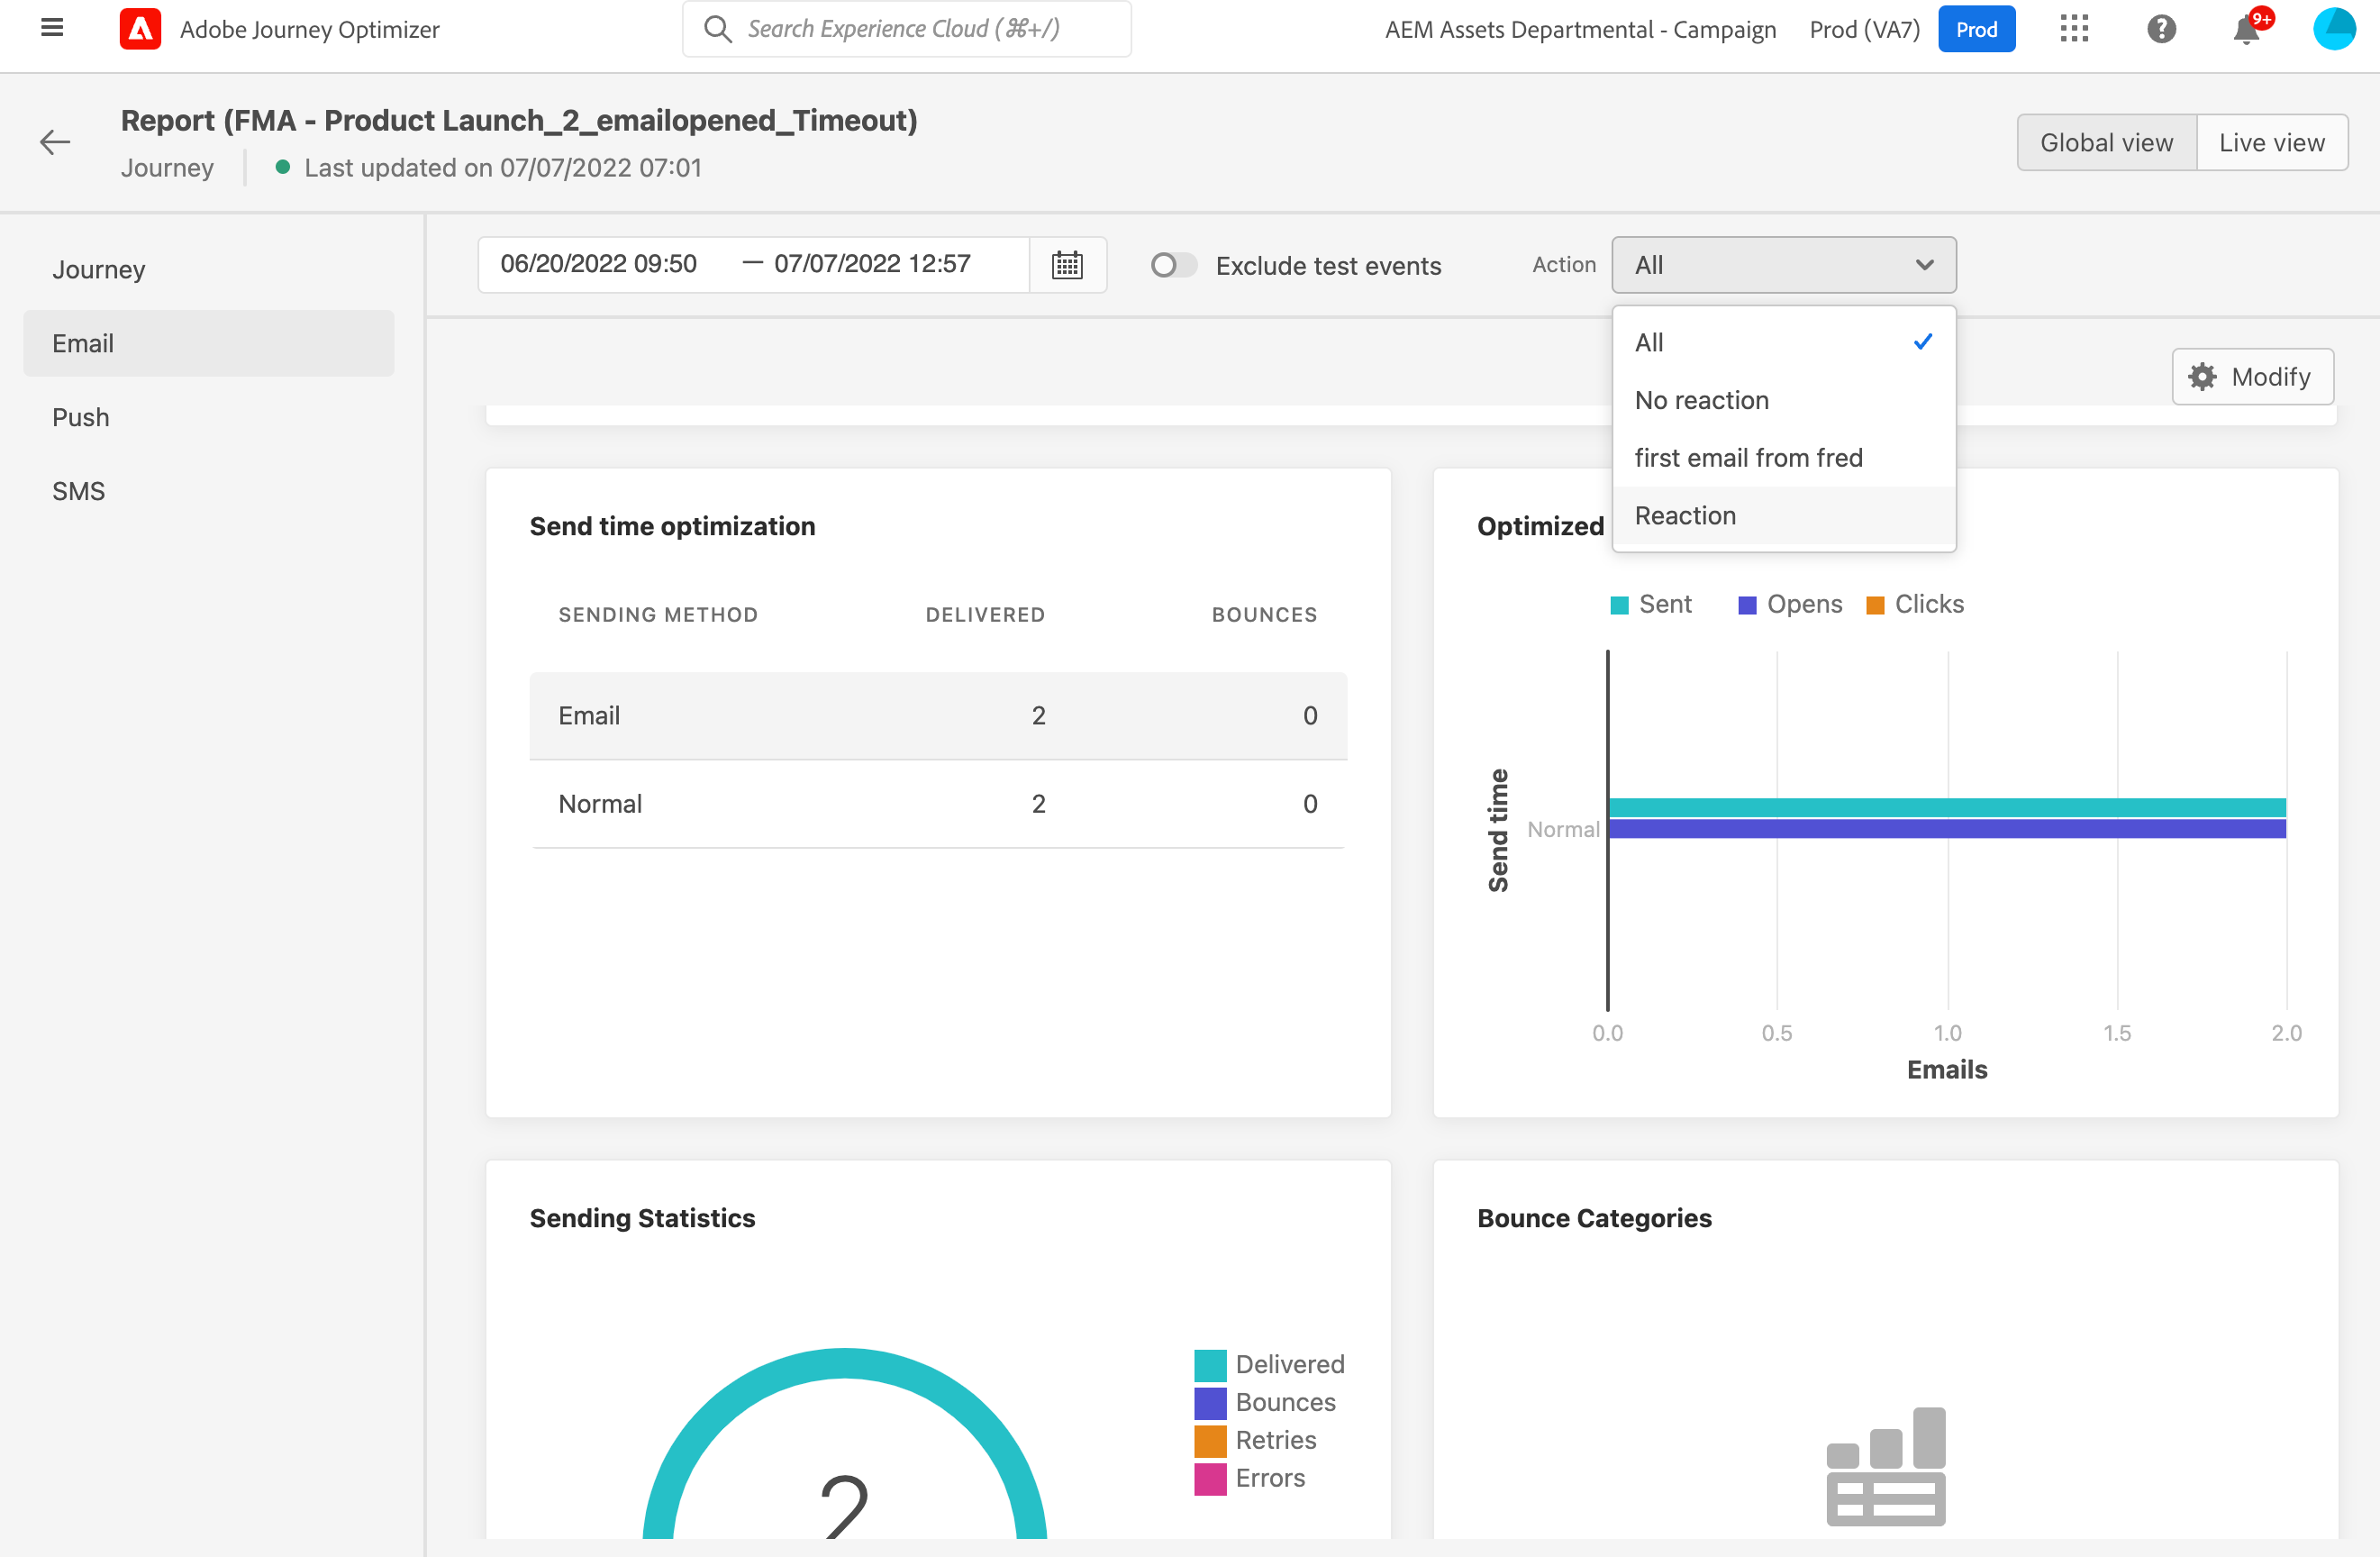 Adobe Journey Optimizer
Search Experience Cloud (⌘+/)
AEM Assets Departmental - Campaign
Prod (VA7)
Prod
9+
Report (FMA - Product Launch_2_emailopened_Timeout)
Journey
Last updated on 07/07/2022 07:01
Global view
Live view
Journey
Email
Push
SMS
06/20/2022 09:50 — 07/07/2022 12:57
Exclude test events
Action
All
All
No reaction
first email from fred
Reaction
Modify
Send time optimization
SENDING METHOD DELIVERED BOUNCES
Email 2 0
Normal 2 0
Optimized
Sent Opens Clicks
Send time
Normal
0.0 0.5 1.0 1.5 2.0
Emails
Sending Statistics
2
Delivered
Bounces
Retries
Errors
Bounce Categories